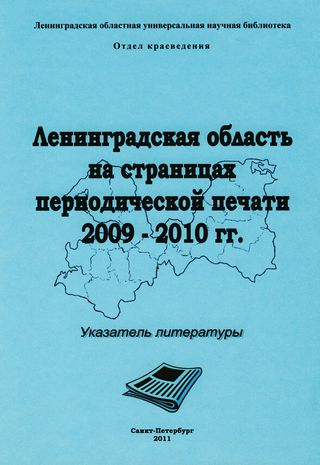 Ленинградская областная универсальная научная библиотека
Отдел краеведения
Ленинградская область
на страницах
периодической печати
2009 - 2010 гг.
Указатель литературы
Санкт-Петербург
2011